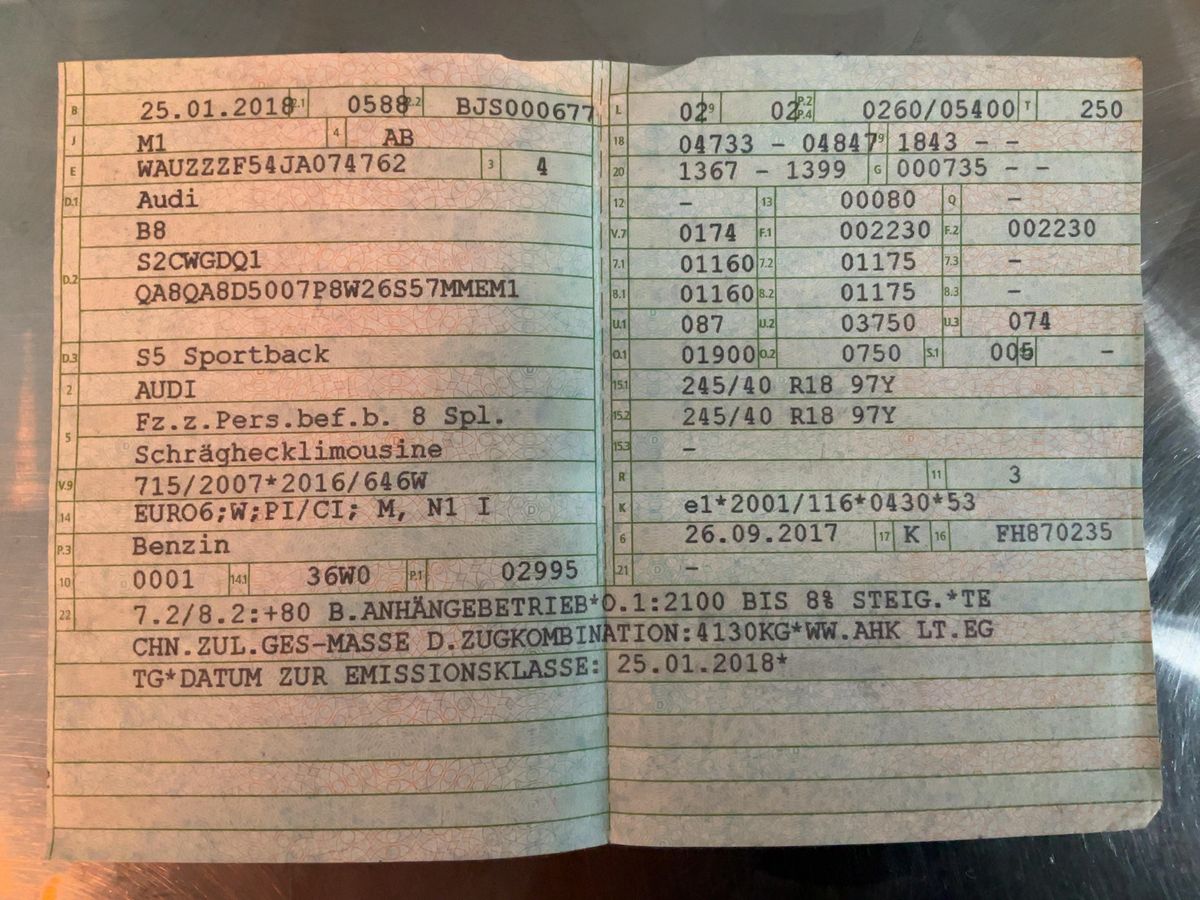 B 25.01.2018 2.1 0588 2.2 BJS000677
J M1 4 AB
E WAUZZZF54JA074762 3 4
D.1 Audi
B8
D.2 S2CWGDQ1
QA8QA8D5007P8W26S57MMEM1
D.3 S5 Sportback
2 AUDI
5 Fz.z.Pers.bef.b. 8 Spl.
Schräghecklimousine
V.9 715/2007*2016/646W
14 EURO6;W;PI/CI; M, N1 I
P.3 Benzin
10 0001 14.1 36W0 P.1 02995
L 02 9 02 P.2 P.4 0260/05400 T 250
18 04733 - 04847 19 1843 - -
20 1367 - 1399 G 000735 - -
12 - 13 00080 Q -
V.7 0174 F.1 002230 F.2 002230
7.1 01160 7.2 01175 7.3 -
8.1 01160 8.2 01175 8.3 -
U.1 087 U.2 03750 U.3 074
O.1 01900 O.2 0750 S.1 005 -
15.1 245/40 R18 97Y
15.2 245/40 R18 97Y
15.3 -
R 11 3
K e1*2001/116*0430*53
6 26.09.2017 17 K 16 FH870235
21 -
22 7.2/8.2:+80 B.ANHÄNGEBETRIEB*O.1:2100 BIS 8% STEIG.*TE
CHN.ZUL.GES-MASSE D.ZUGKOMBINATION:4130KG*WW.AHK LT.EG
TG*DATUM ZUR EMISSIONSKLASSE: 25.01.2018*